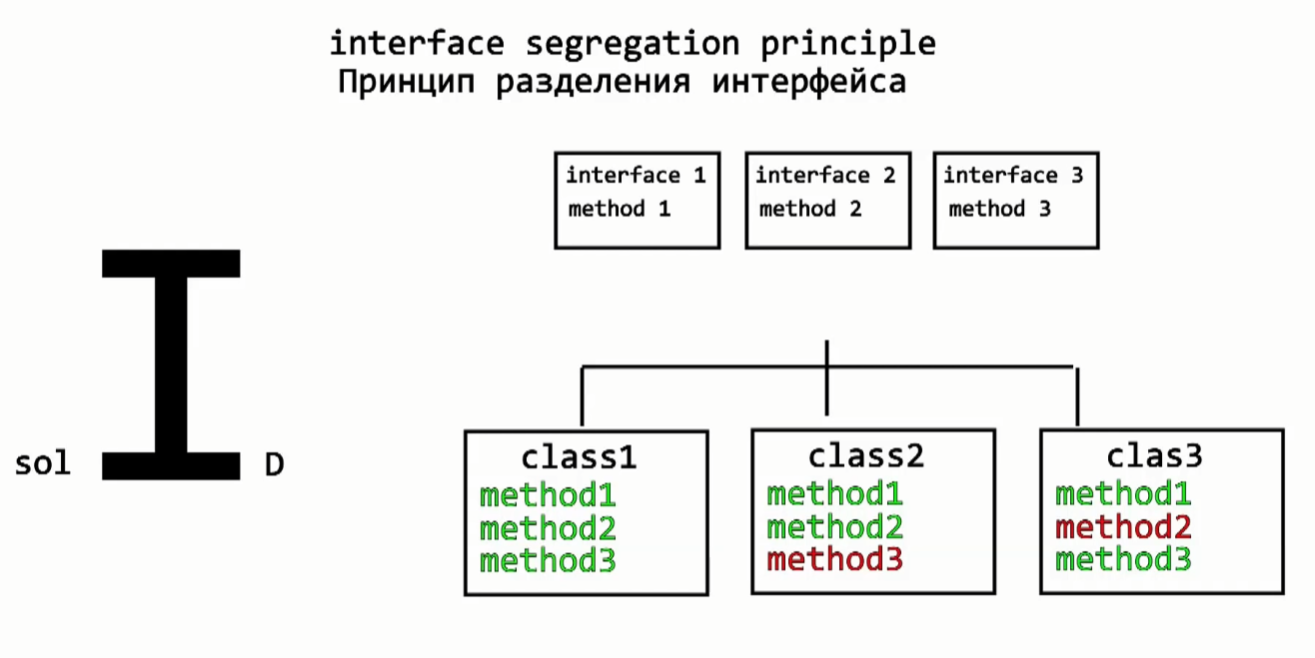 interface segregation principle
Принцип разделения интерфейса
interface 1
method 1
interface 2
method 2
interface 3
method 3
sol I D
class1
method1
method2
method3
class2
method1
method2
method3
clas3
method1
method2
method3